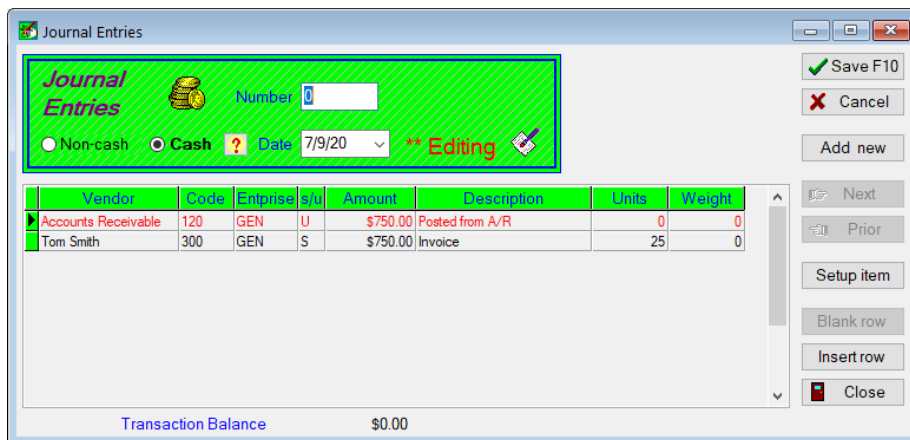 Journal Entries
Journal
Entries
Number 0
Non-cash Cash ? Date 7/9/20 ** Editing
Save F10
Cancel
Add new
Next
Prior
Setup item
Blank row
Insert row
Close
Vendor Code Entprise s/u Amount Description Units Weight
Accounts Receivable 120 GEN U $750.00 Posted from A/R 0 0
Tom Smith 300 GEN S $750.00 Invoice 25 0
Transaction Balance $0.00